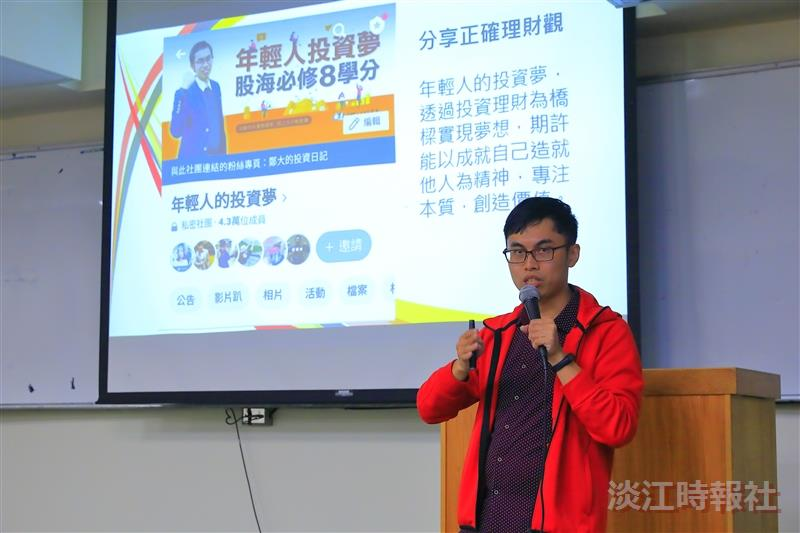 年輕人投資夢
股海必修8學分
編輯
與此社團連結的粉絲專頁：鄭大的投資日記
年輕人的投資夢 >
私密社團 · 4.3萬位成員
+ 邀請
公告 影片趴 相片 活動 檔案
分享正確理財觀
年輕人的投資夢，
透過投資理財為橋
樑實現夢想，期許
能以成就自己造就
他人為精神，專注
本質，創造價值。
淡江時報社